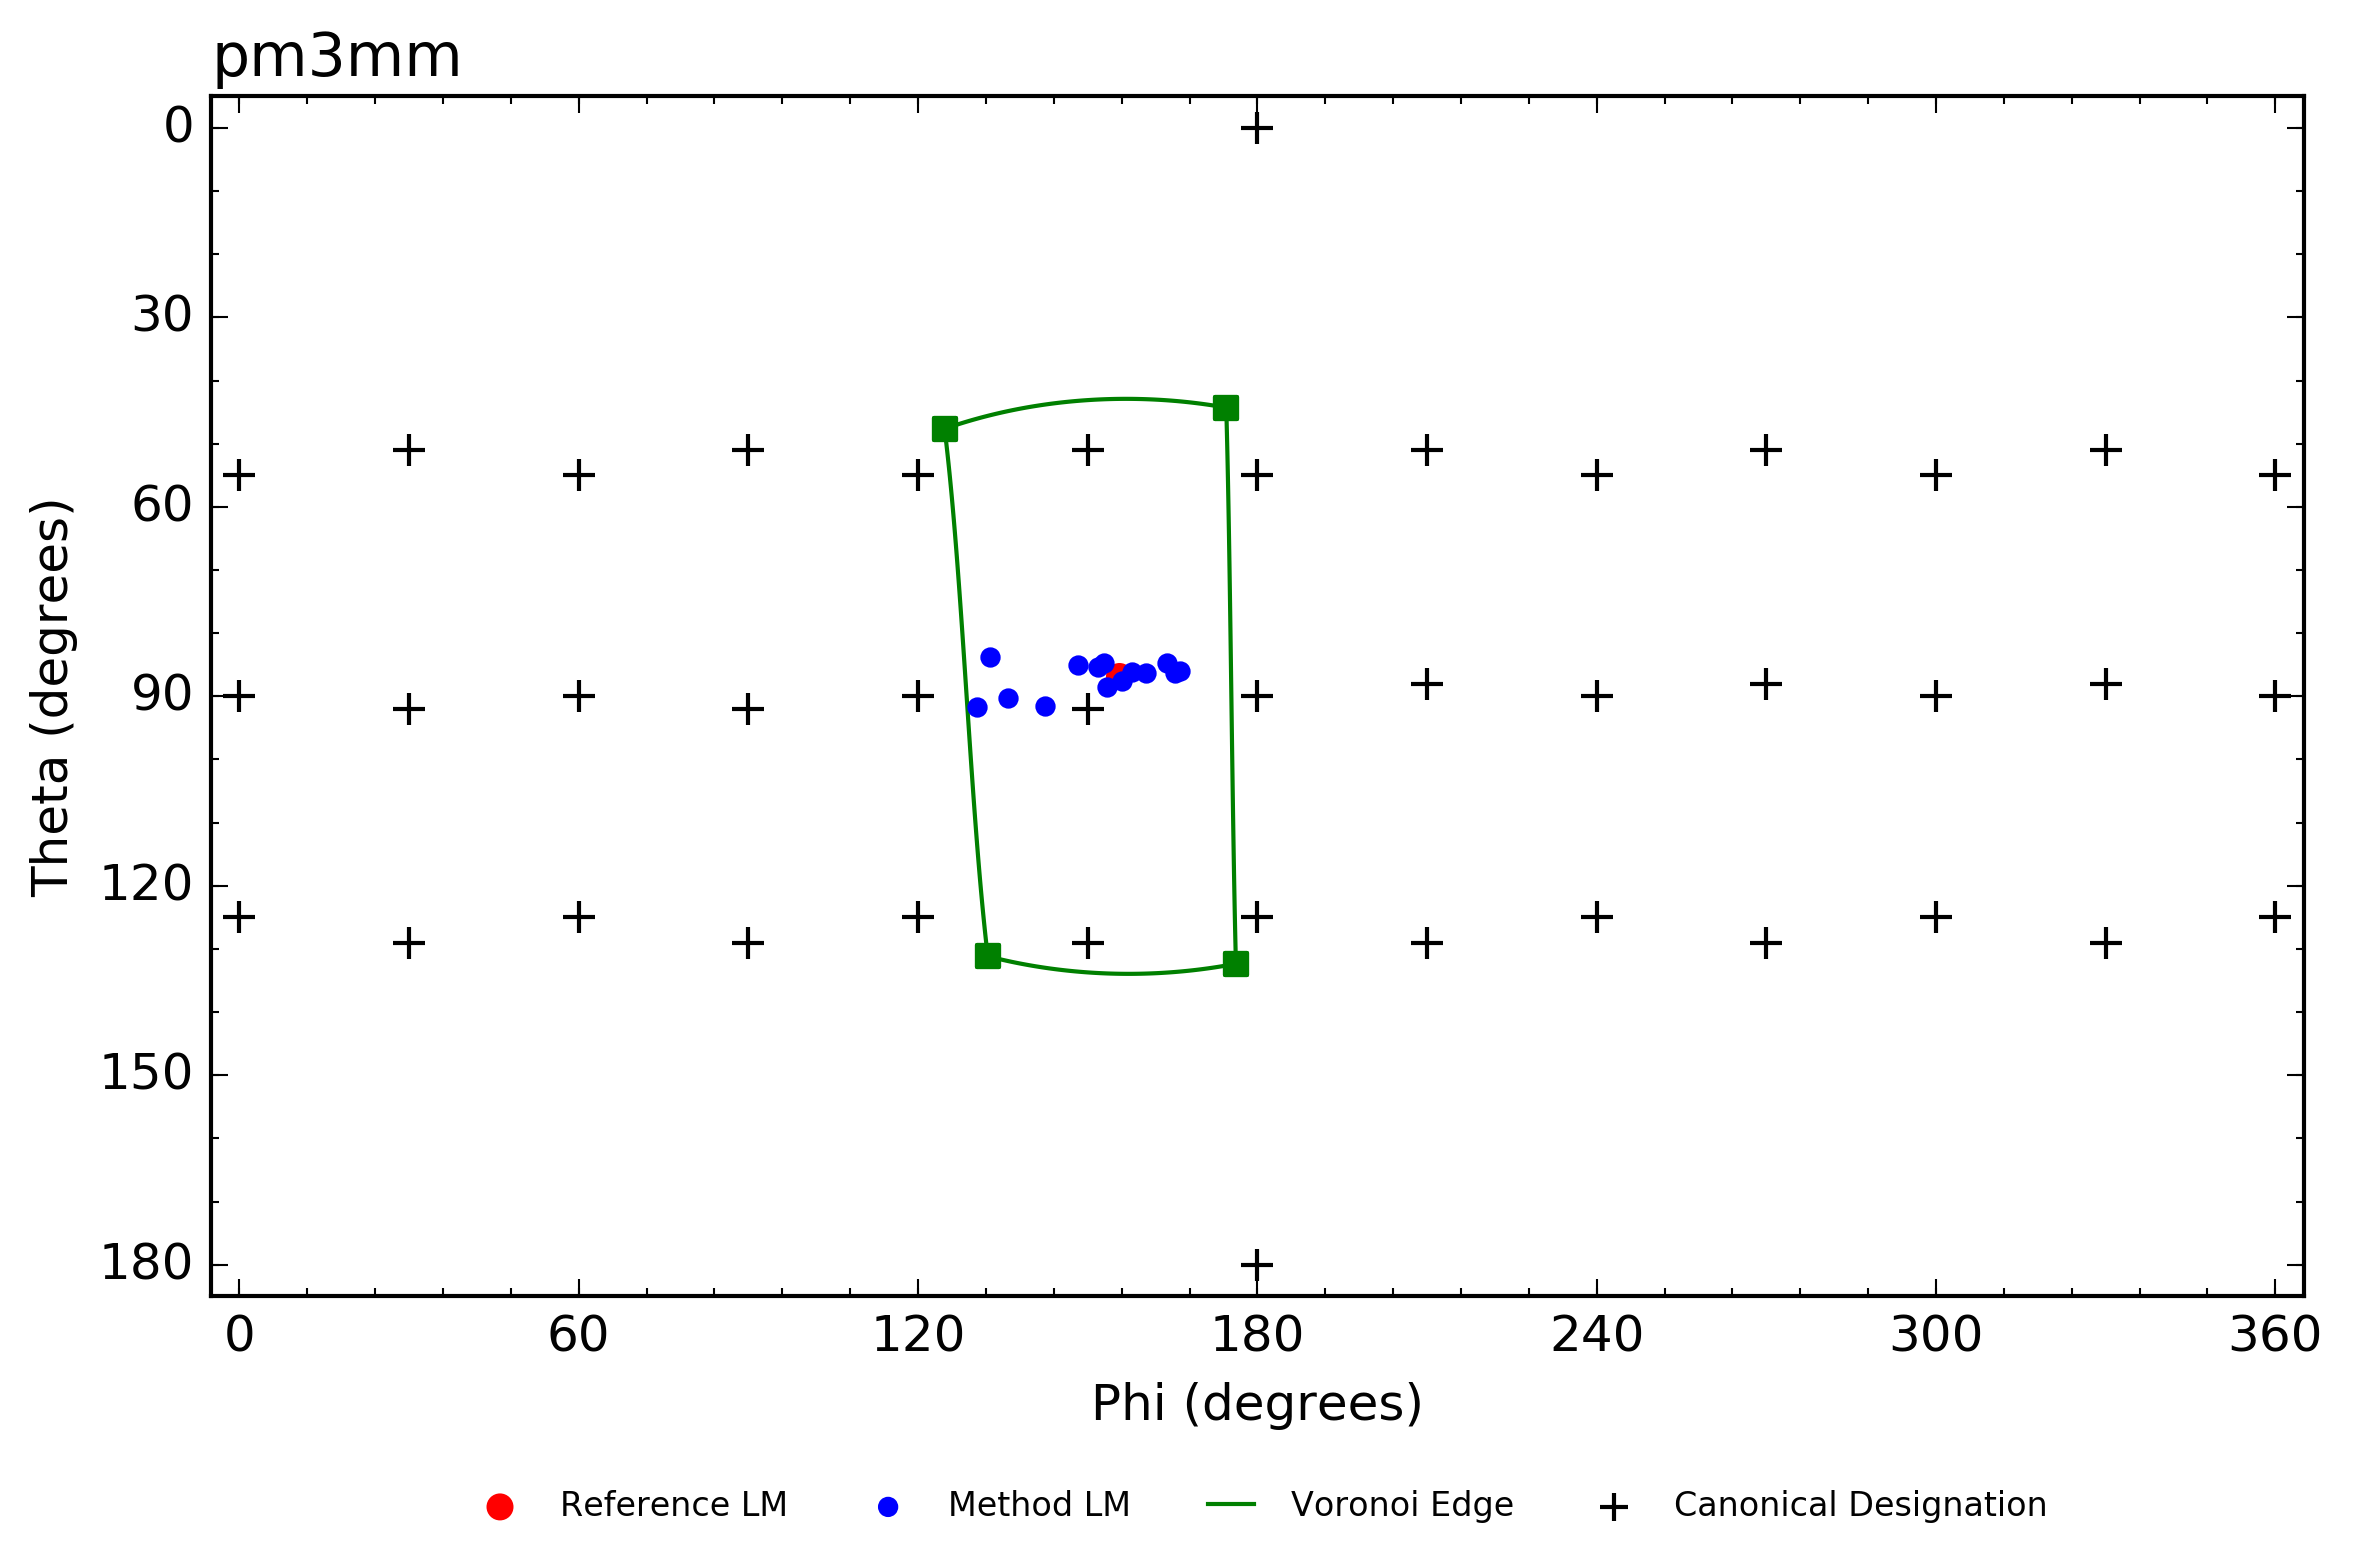 pm3mm
0
30
60
90
120
150
180
Theta (degrees)
0 60 120 180 240 300 360
Phi (degrees)
Reference LM Method LM Voronoi Edge Canonical Designation